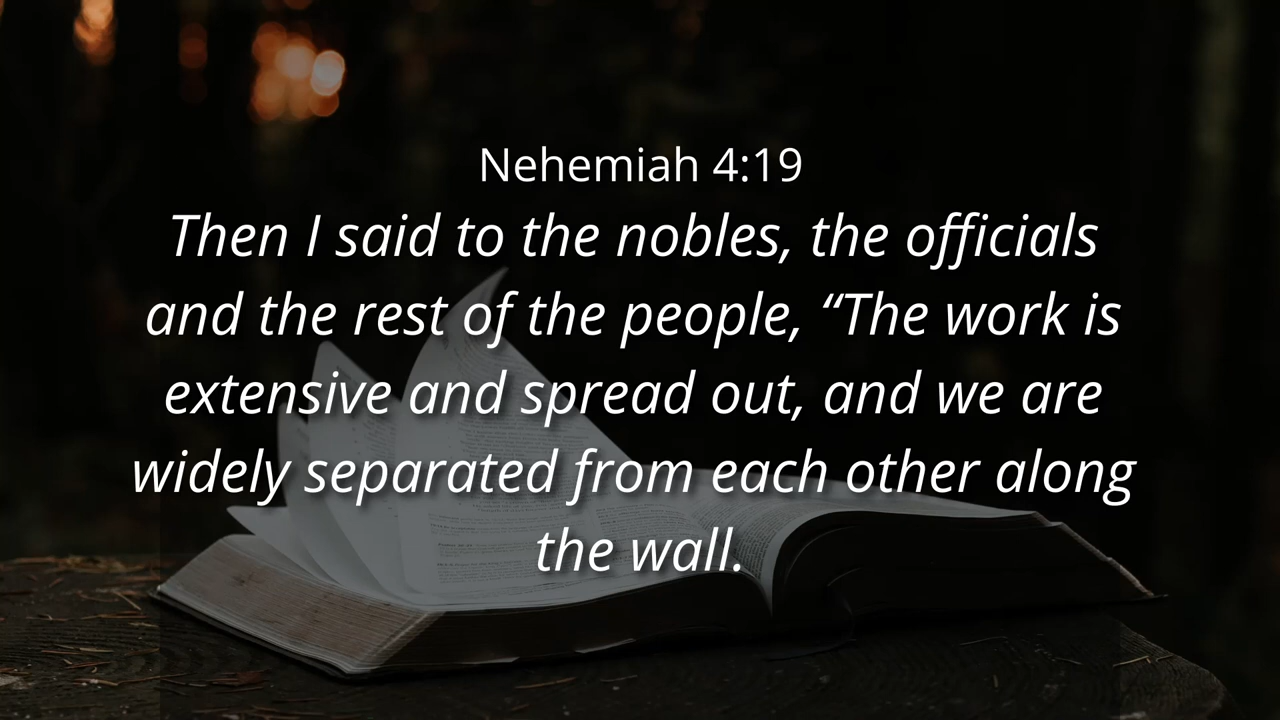 Nehemiah 4:19
Then I said to the nobles, the officials
and the rest of the people, “The work is
extensive and spread out, and we are
widely separated from each other along
the wall.